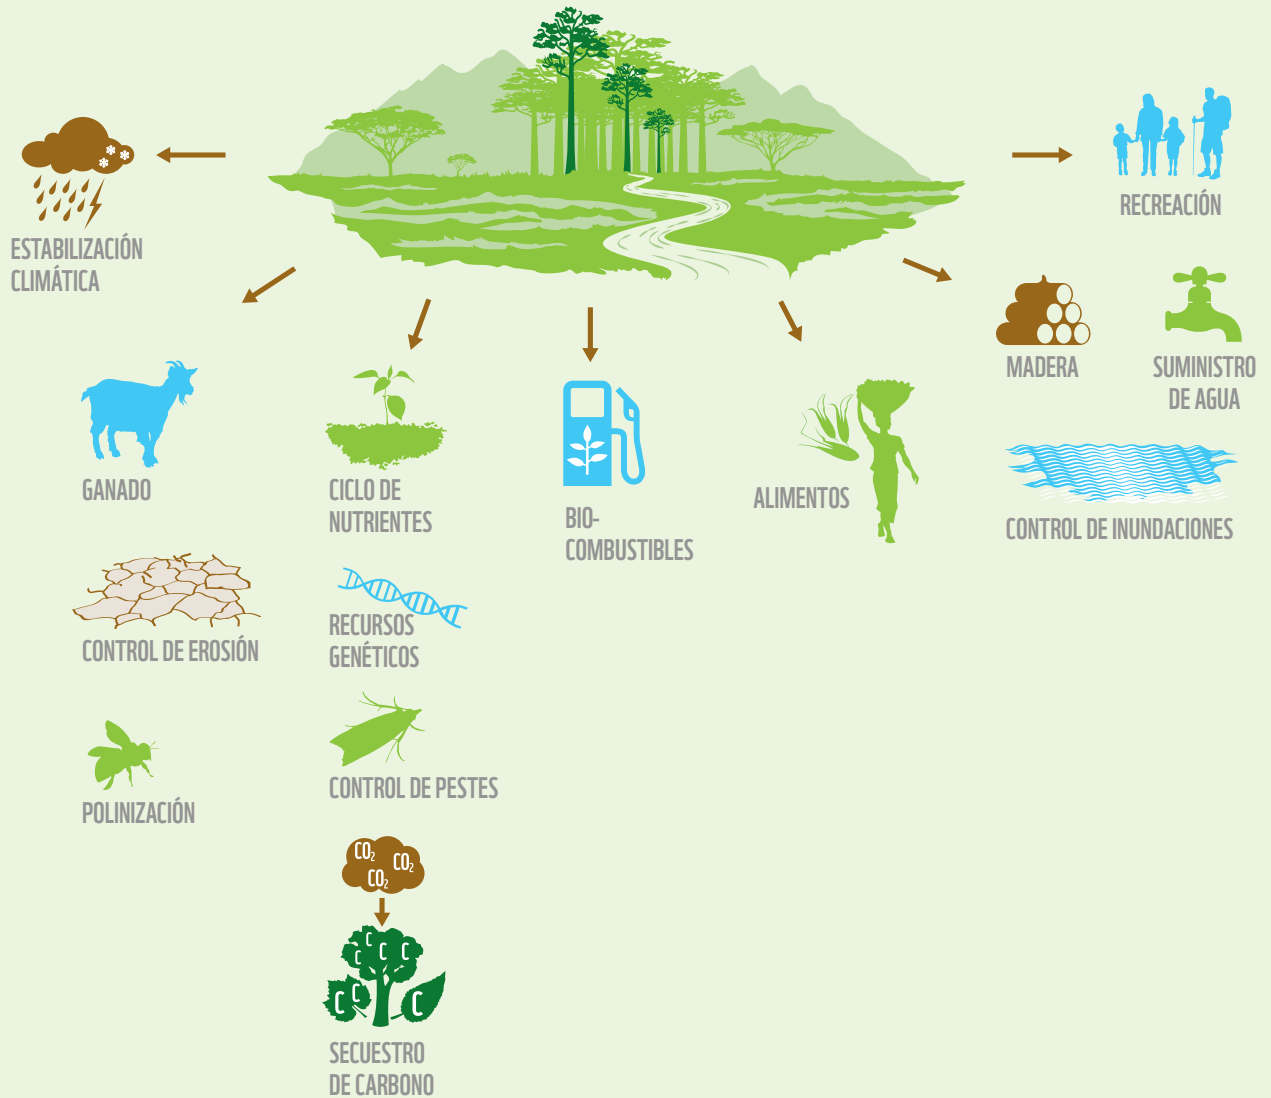 ESTABILIZACIÓN
CLIMÁTICA
RECREACIÓN
MADERA
SUMINISTRO
DE AGUA
GANADO
CICLO DE
NUTRIENTES
BIO-
COMBUSTIBLES
ALIMENTOS
CONTROL DE INUNDACIONES
CONTROL DE EROSIÓN
RECURSOS
GENÉTICOS
POLINIZACIÓN
CONTROL DE PESTES
CO₂
CO₂
CO₂
C
C
C
C
C
C
C
SECUESTRO
DE CARBONO